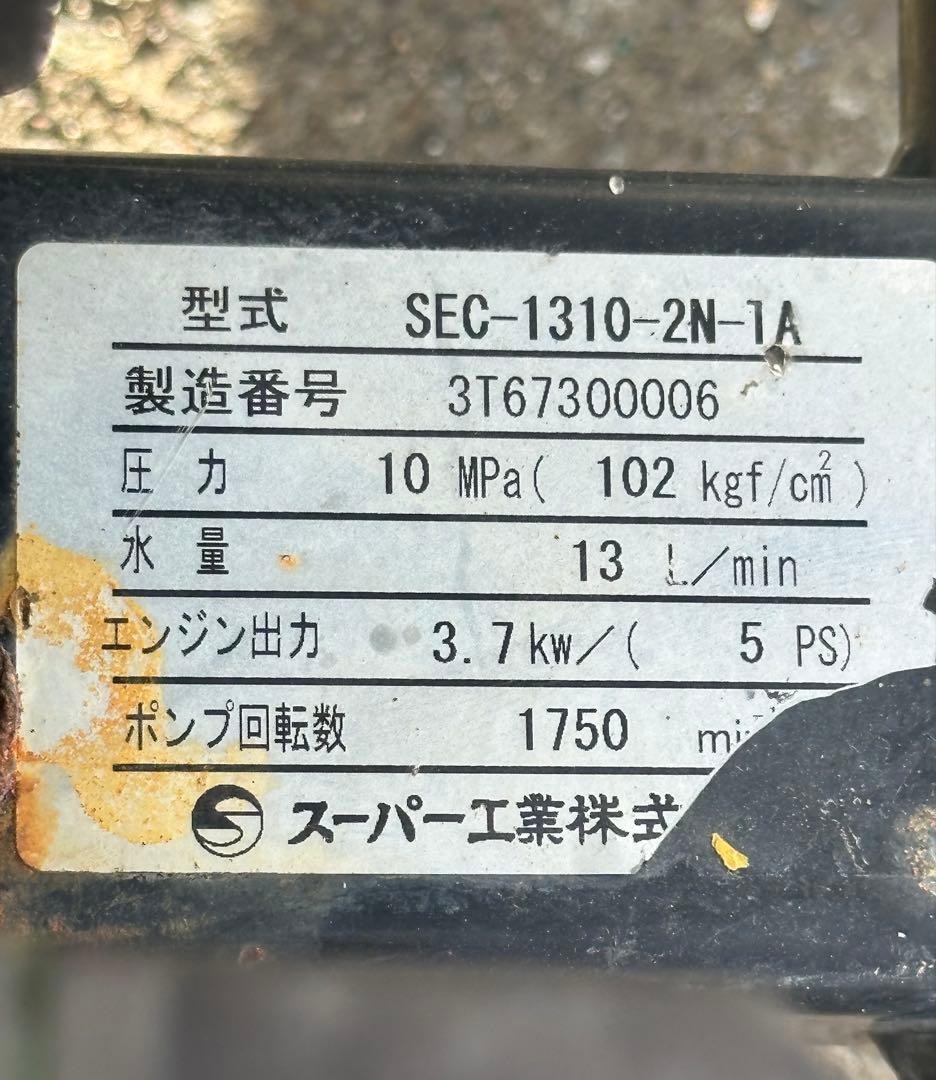 型式 SEC-1310-2N-1A
製造番号 3T67300006
圧力 10 MPa( 102 kgf/cm²)
水量 13 L/min
エンジン出力 3.7kw/( 5 PS)
ポンプ回転数 1750 mi
スーパー工業株式